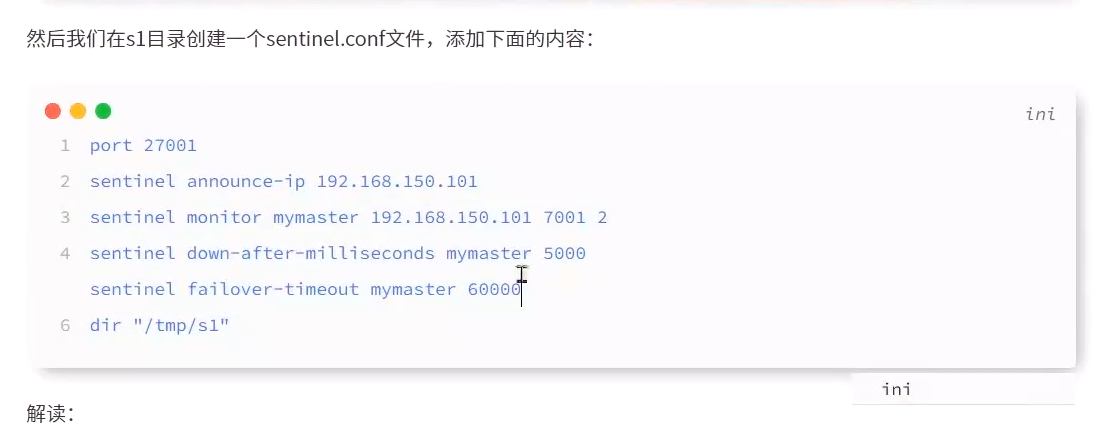 然后我们在s1目录创建一个sentinel.conf文件，添加下面的内容：
ini
1 port 27001
2 sentinel announce-ip 192.168.150.101
3 sentinel monitor mymaster 192.168.150.101 7001 2
4 sentinel down-after-milliseconds mymaster 5000
sentinel failover-timeout mymaster 60000
6 dir "/tmp/s1"
ini
解读：